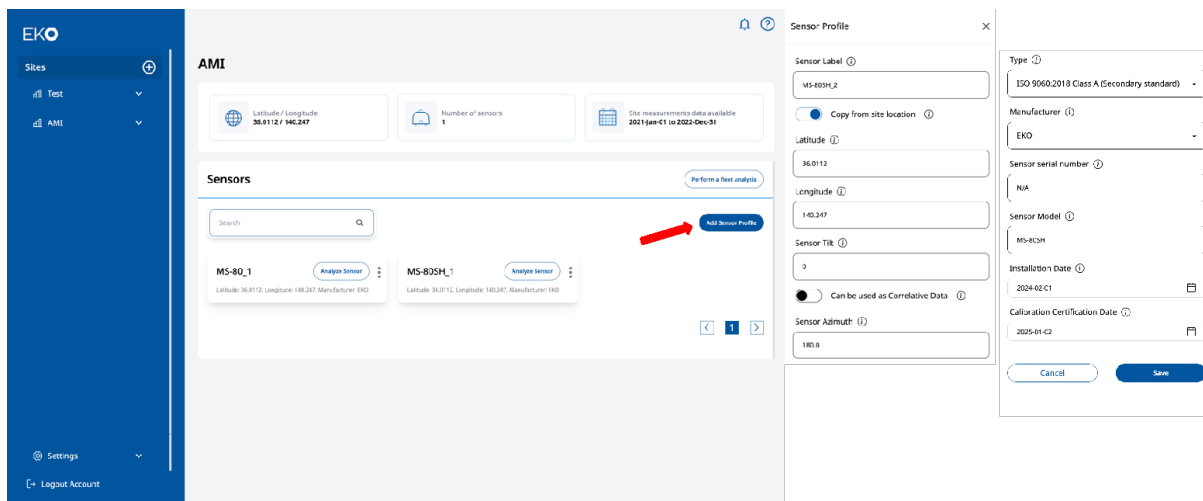 EKO
Sites
Test
AMI
Settings
Logout Account
AMI
Latitude / Longitude
36.0112 / 140.247
Number of sensors
1
Site measurements data available
2021-Jan-01 to 2022-Dec-31
Sensors
Perform a fleet analysis
Search
Add Sensor Profile
MS-80_1
Analyze Sensor
Latitude: 36.0112, Longitude: 140.247, Manufacturer: EKO
MS-80SH_1
Analyze Sensor
Latitude: 36.0112, Longitude: 140.247, Manufacturer: EKO
1
Sensor Profile
Sensor Label
MS-80SH_2
Copy from site location
Latitude
36.0112
Longitude
140.247
Sensor Tilt
0
Can be used as Correlative Data
Sensor Azimuth
180.0
Type
ISO 9060:2018 Class A (Secondary standard)
Manufacturer
EKO
Sensor serial number
N/A
Sensor Model
MS-80SH
Installation Date
2024-02-01
Calibration Certification Date
2025-01-02
Cancel
Save